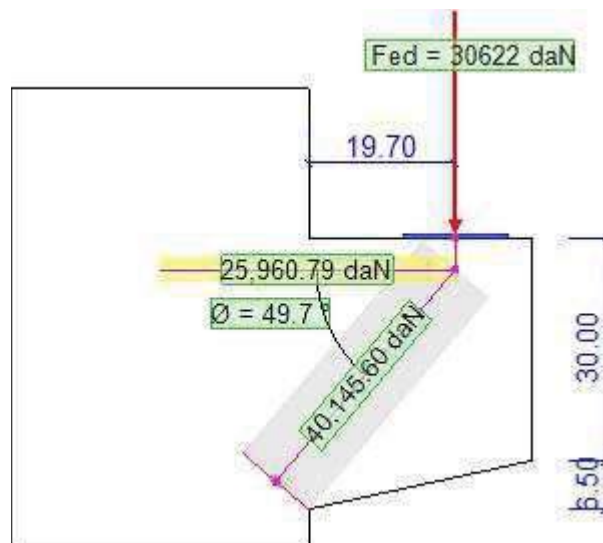 Fed = 30622 daN
19.70
25,960.79 daN
Ø = 49.7 °
40,145.60 daN
30.00
6.50